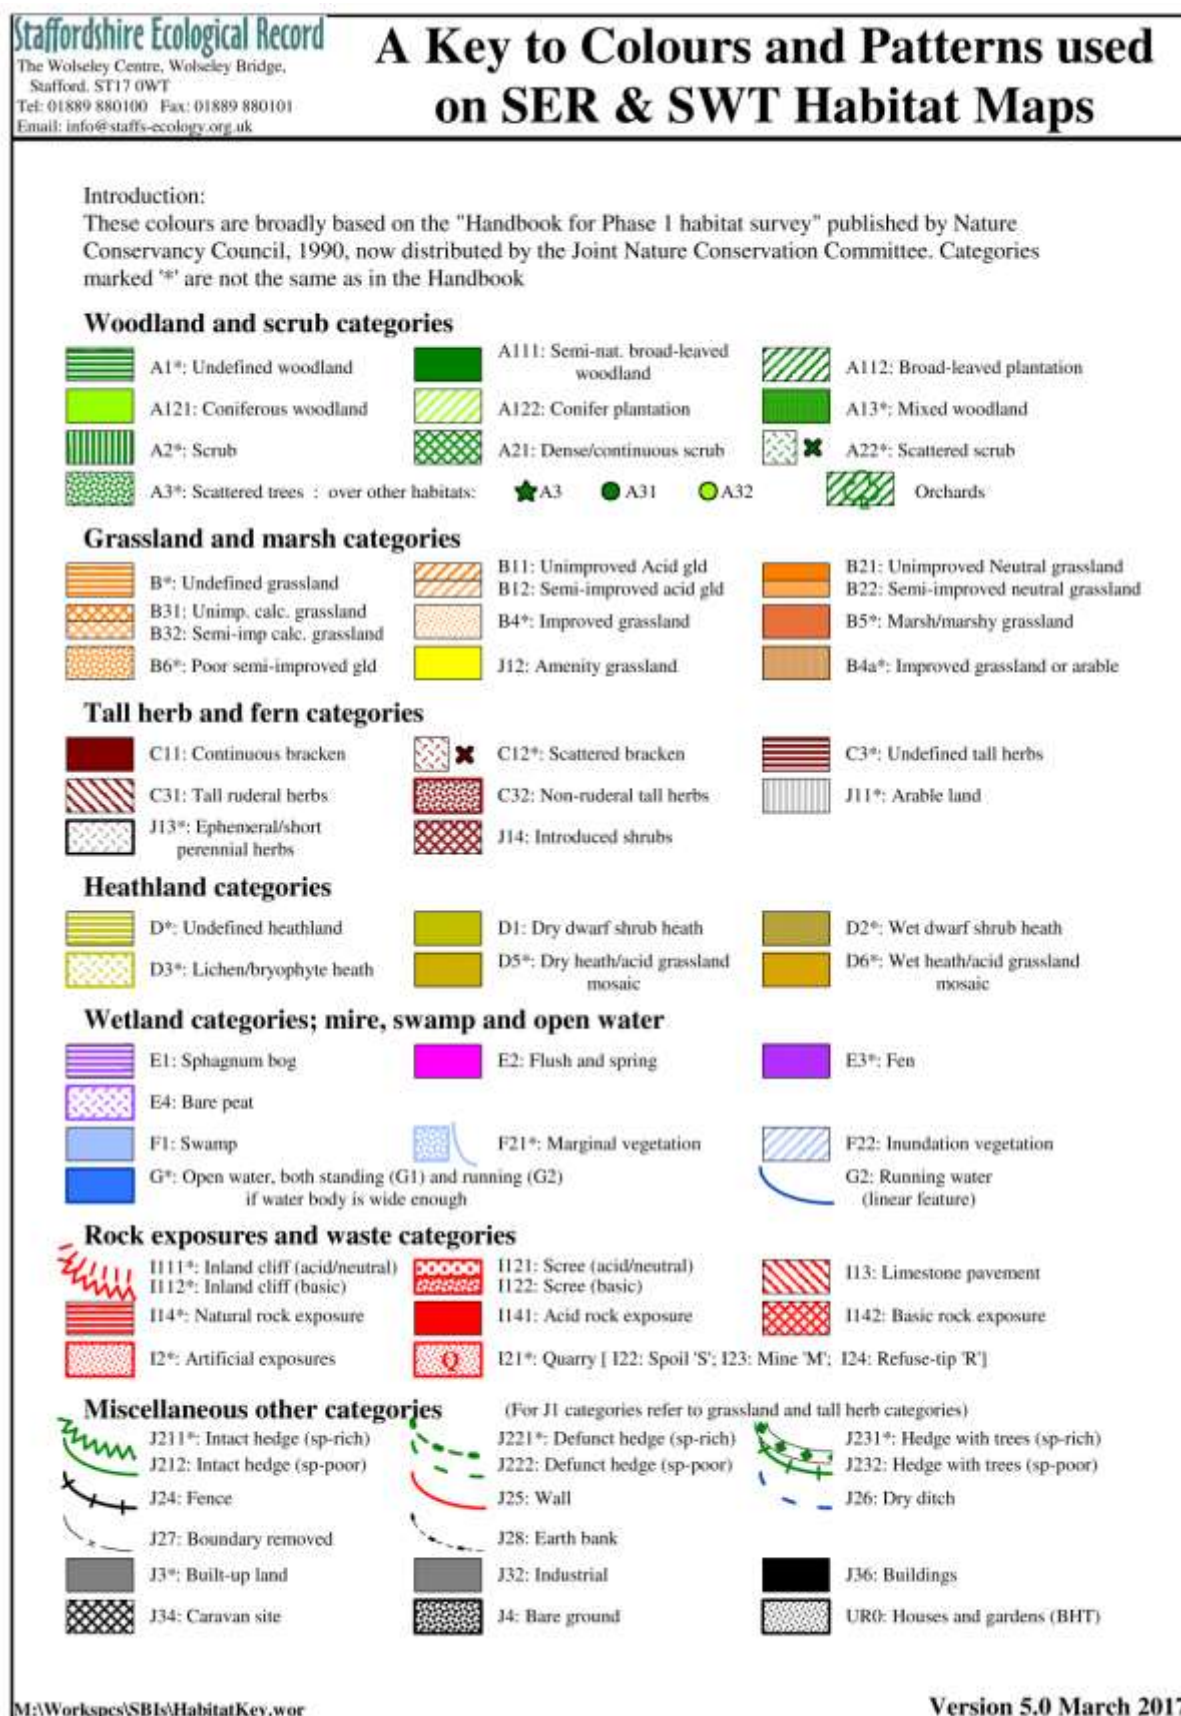 Staffordshire Ecological Record
The Wolseley Centre, Wolseley Bridge,
Stafford. ST17 0WT
Tel: 01889 880100 Fax: 01889 880101
Email: info@staffs-ecology.org.uk
A Key to Colours and Patterns used
on SER & SWT Habitat Maps
Introduction:
These colours are broadly based on the "Handbook for Phase 1 habitat survey" published by Nature
Conservancy Council, 1990, now distributed by the Joint Nature Conservation Committee. Categories
marked '*' are not the same as in the Handbook
Woodland and scrub categories
A1*: Undefined woodland
A111: Semi-nat. broad-leaved
woodland
A112: Broad-leaved plantation
A121: Coniferous woodland
A122: Conifer plantation
A13*: Mixed woodland
A2*: Scrub
A21: Dense/continuous scrub
A22*: Scattered scrub
A3*: Scattered trees : over other habitats:
A3
A31
A32
Orchards
Grassland and marsh categories
B*: Undefined grassland
B11: Unimproved Acid gld
B12: Semi-improved acid gld
B21: Unimproved Neutral grassland
B22: Semi-improved neutral grassland
B31: Unimp. calc. grassland
B32: Semi-imp calc. grassland
B4*: Improved grassland
B5*: Marsh/marshy grassland
B6*: Poor semi-improved gld
J12: Amenity grassland
B4a*: Improved grassland or arable
Tall herb and fern categories
C11: Continuous bracken
C12*: Scattered bracken
C3*: Undefined tall herbs
C31: Tall ruderal herbs
C32: Non-ruderal tall herbs
J11*: Arable land
J13*: Ephemeral/short
perennial herbs
J14: Introduced shrubs
Heathland categories
D*: Undefined heathland
D1: Dry dwarf shrub heath
D2*: Wet dwarf shrub heath
D3*: Lichen/bryophyte heath
D5*: Dry heath/acid grassland
mosaic
D6*: Wet heath/acid grassland
mosaic
Wetland categories; mire, swamp and open water
E1: Sphagnum bog
E2: Flush and spring
E3*: Fen
E4: Bare peat
F1: Swamp
F21*: Marginal vegetation
F22: Inundation vegetation
G*: Open water, both standing (G1) and running (G2)
if water body is wide enough
G2: Running water
(linear feature)
Rock exposures and waste categories
I111*: Inland cliff (acid/neutral)
I112*: Inland cliff (basic)
I121: Scree (acid/neutral)
I122: Scree (basic)
I13: Limestone pavement
I14*: Natural rock exposure
I141: Acid rock exposure
I142: Basic rock exposure
I2*: Artificial exposures
Q
I21*: Quarry [ I22: Spoil 'S'; I23: Mine 'M'; I24: Refuse-tip 'R']
Miscellaneous other categories
(For J1 categories refer to grassland and tall herb categories)
J211*: Intact hedge (sp-rich)
J212: Intact hedge (sp-poor)
J221*: Defunct hedge (sp-rich)
J222: Defunct hedge (sp-poor)
J231*: Hedge with trees (sp-rich)
J232: Hedge with trees (sp-poor)
J24: Fence
J25: Wall
J26: Dry ditch
J27: Boundary removed
J28: Earth bank
J3*: Built-up land
J32: Industrial
J36: Buildings
J34: Caravan site
J4: Bare ground
UR0: Houses and gardens (BHT)
M:\Workspcs\SBIs\HabitatKey.wor
Version 5.0 March 2017